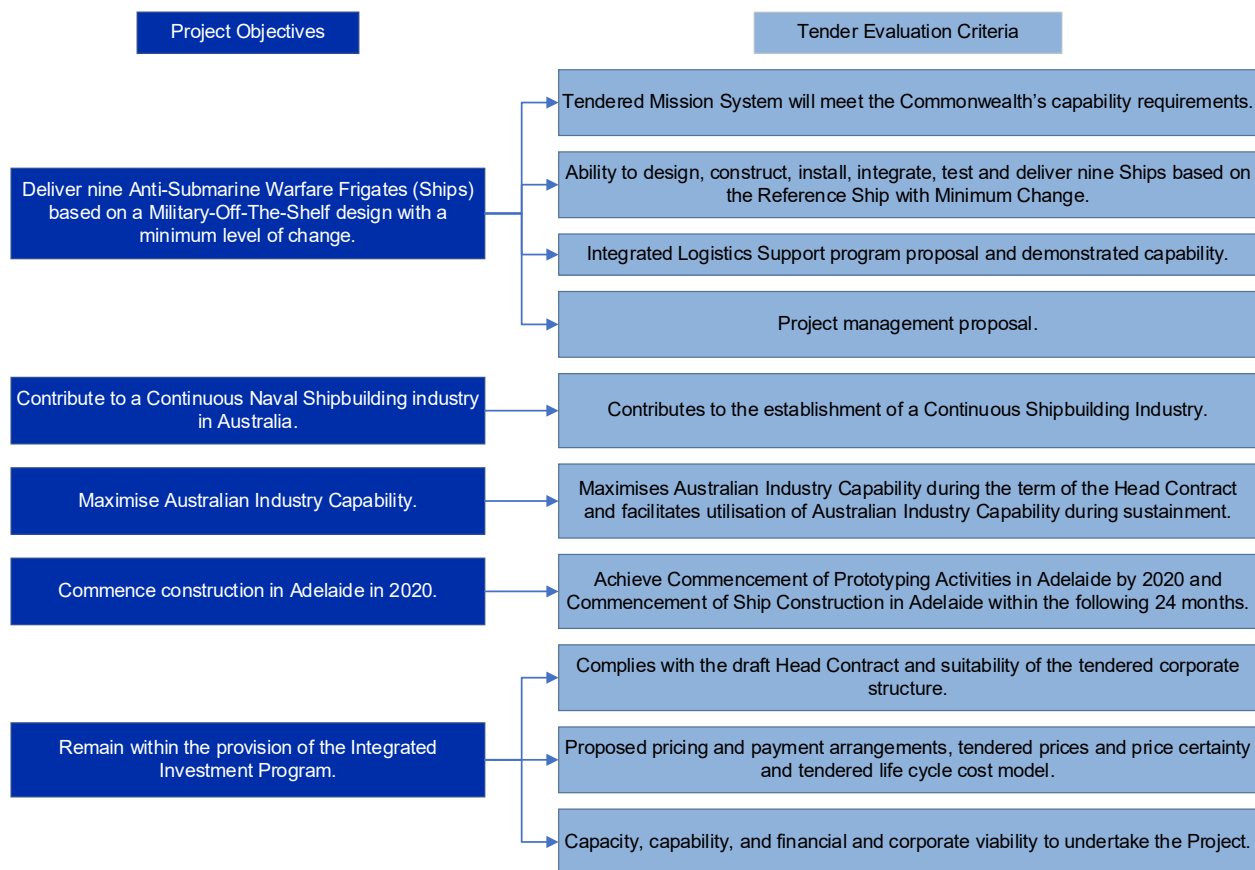 Project Objectives
Tender Evaluation Criteria
Deliver nine Anti-Submarine Warfare Frigates (Ships)
based on a Military-Off-The-Shelf design with a
minimum level of change.
Tendered Mission System will meet the Commonwealth's capability requirements.
Ability to design, construct, install, integrate, test and deliver nine Ships based on
the Reference Ship with Minimum Change.
Integrated Logistics Support program proposal and demonstrated capability.
Project management proposal.
Contribute to a Continuous Naval Shipbuilding industry
in Australia.
Contributes to the establishment of a Continuous Shipbuilding Industry.
Maximise Australian Industry Capability.
Maximises Australian Industry Capability during the term of the Head Contract
and facilitates utilisation of Australian Industry Capability during sustainment.
Commence construction in Adelaide in 2020.
Achieve Commencement of Prototyping Activities in Adelaide by 2020 and
Commencement of Ship Construction in Adelaide within the following 24 months.
Remain within the provision of the Integrated
Investment Program.
Complies with the draft Head Contract and suitability of the tendered corporate
structure.
Proposed pricing and payment arrangements, tendered prices and price certainty
and tendered life cycle cost model.
Capacity, capability, and financial and corporate viability to undertake the Project.